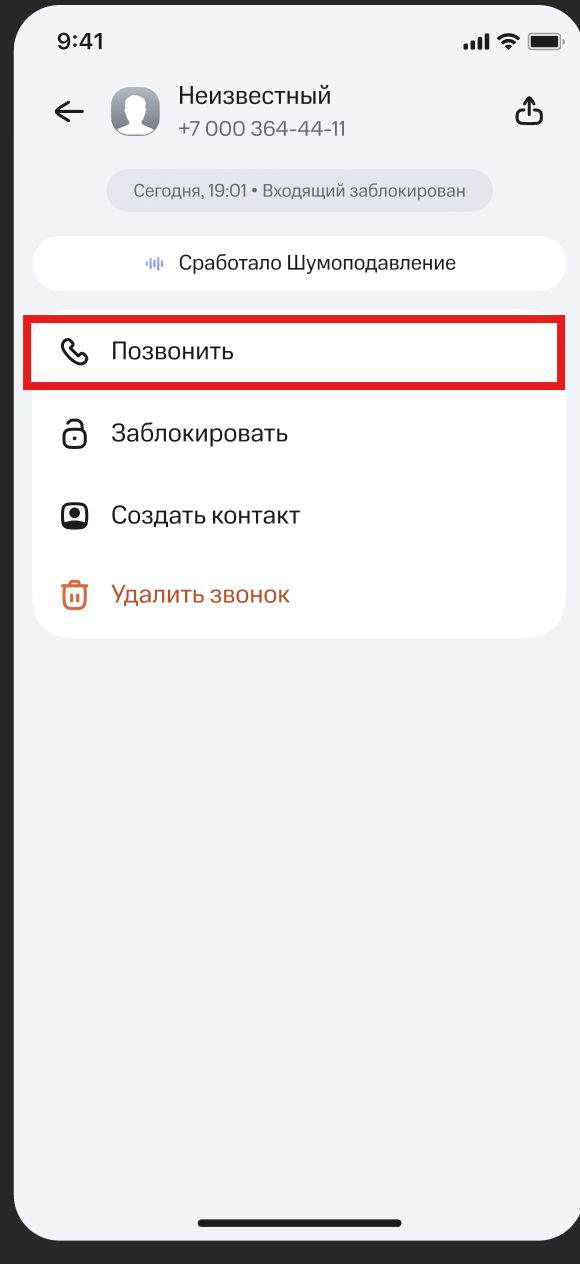 9:41
Неизвестный
+7 000 364-44-11
Сегодня, 19:01 • Входящий заблокирован
Сработало Шумоподавление
Позвонить
Заблокировать
Создать контакт
Удалить звонок